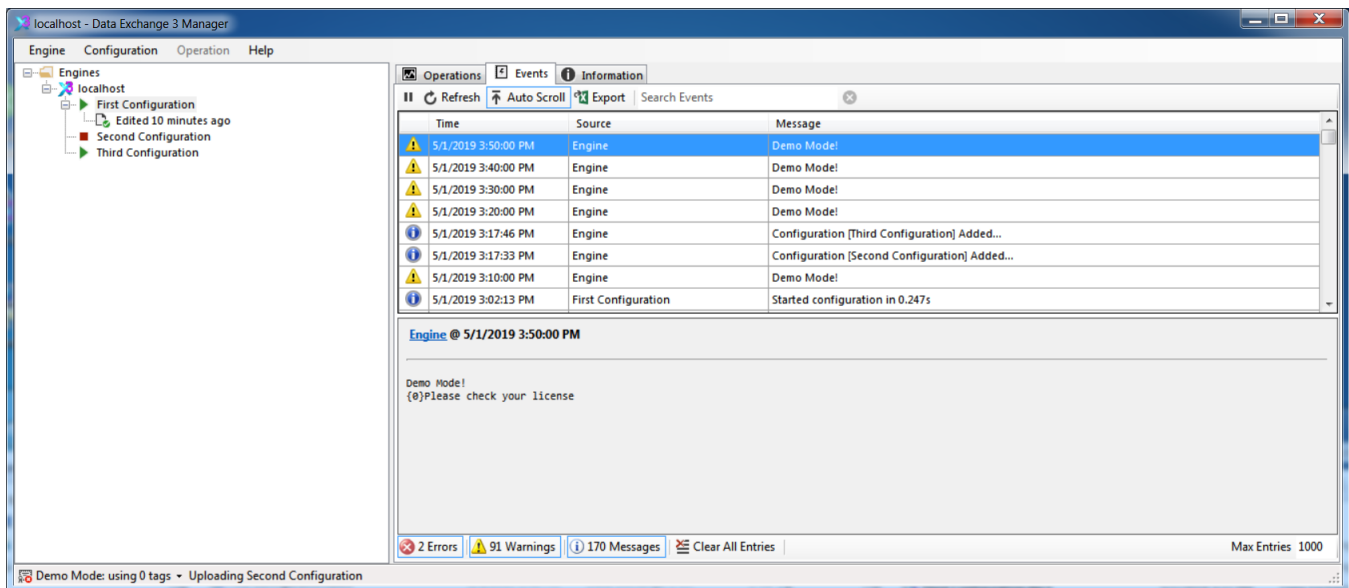 localhost - Data Exchange 3 Manager
Engine Configuration Operation Help
Engines
localhost
First Configuration
Edited 10 minutes ago
Second Configuration
Third Configuration
Operations Events Information
Refresh Auto Scroll Export Search Events
Time Source Message
5/1/2019 3:50:00 PM Engine Demo Mode!
5/1/2019 3:40:00 PM Engine Demo Mode!
5/1/2019 3:30:00 PM Engine Demo Mode!
5/1/2019 3:20:00 PM Engine Demo Mode!
5/1/2019 3:17:46 PM Engine Configuration [Third Configuration] Added...
5/1/2019 3:17:33 PM Engine Configuration [Second Configuration] Added...
5/1/2019 3:10:00 PM Engine Demo Mode!
5/1/2019 3:02:13 PM First Configuration Started configuration in 0.247s
Engine @ 5/1/2019 3:50:00 PM
Demo Mode!
{0}Please check your license
2 Errors 91 Warnings 170 Messages Clear All Entries Max Entries 1000
Demo Mode: using 0 tags Uploading Second Configuration